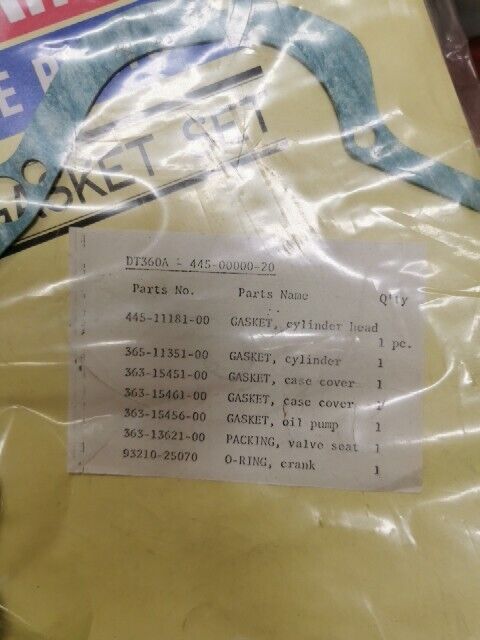 E P
GASKET SET
DT360A - 445-00000-20
Parts No. Parts Name Q'ty
445-11181-00 GASKET, cylinder head
1 pc.
365-11351-00 GASKET, cylinder 1
363-15451-00 GASKET, case cover 1
363-15461-00 GASKET, case cover 1
363-15456-00 GASKET, oil pump 1
363-13621-00 PACKING, valve seat 1
93210-25070 O-RING, crank 1